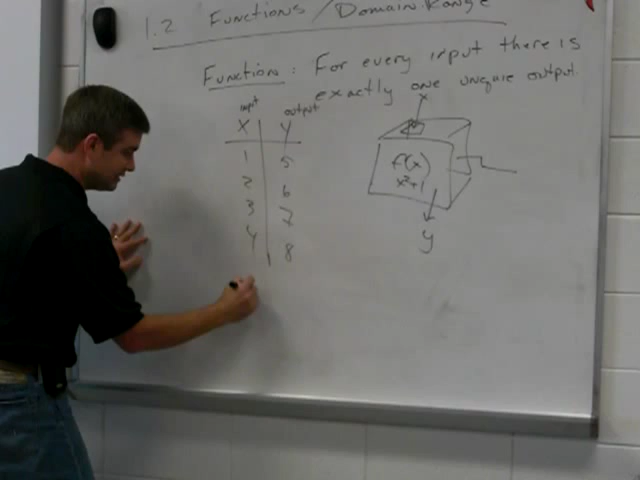 1.2 Functions/Domain Range
Function: For every input there is
exactly one unique output.
input output
X Y
1 5
2 6
3 7
4 8
x
f(x)
x²+1
y